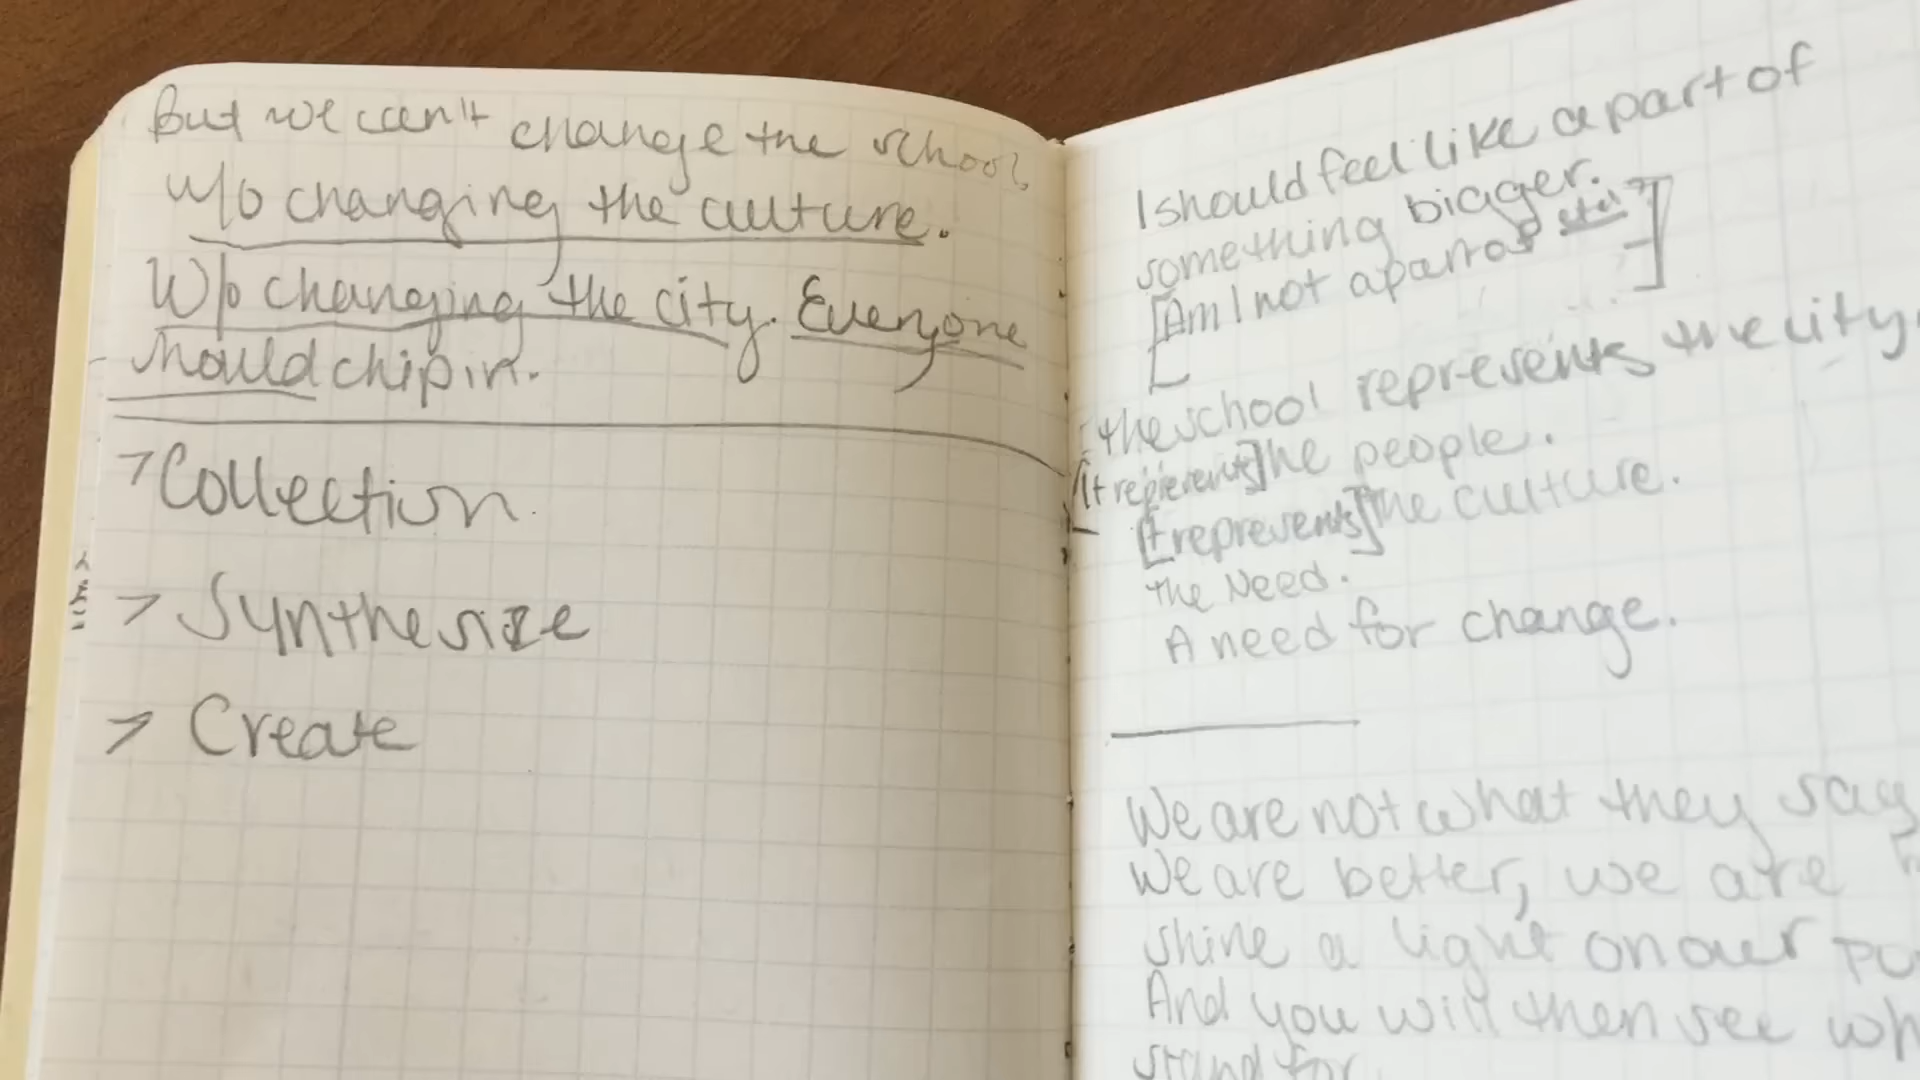 But we can't change the school
w/o changing the culture.
W/o changing the city. Everyone
should chip in.
> Collection
> Synthesize
> Create
I should feel like a part of
something bigger.
[Am I not a part of
the school represents the city,
[It represents] the people.
[It represents] the culture.
the Need.
A need for change.
We are not what they say
We are better, we are
shine a light on our
And you will then see
stand for